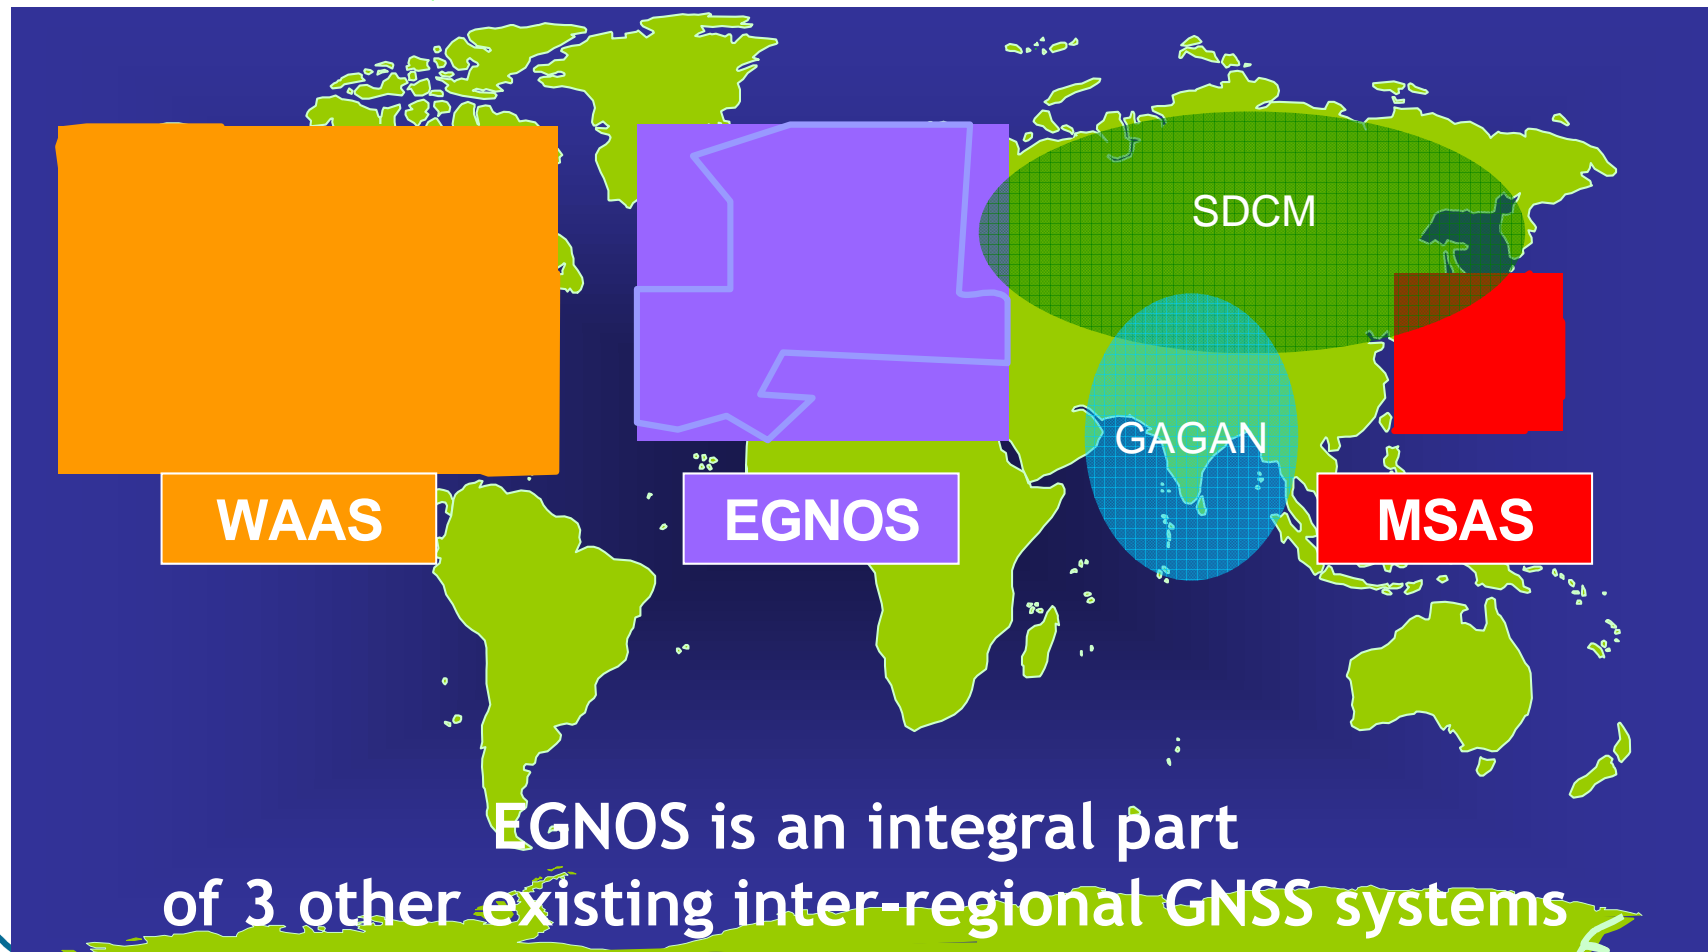 SDCM
GAGAN
WAAS
EGNOS
MSAS
EGNOS is an integral part
of 3 other existing inter-regional GNSS systems